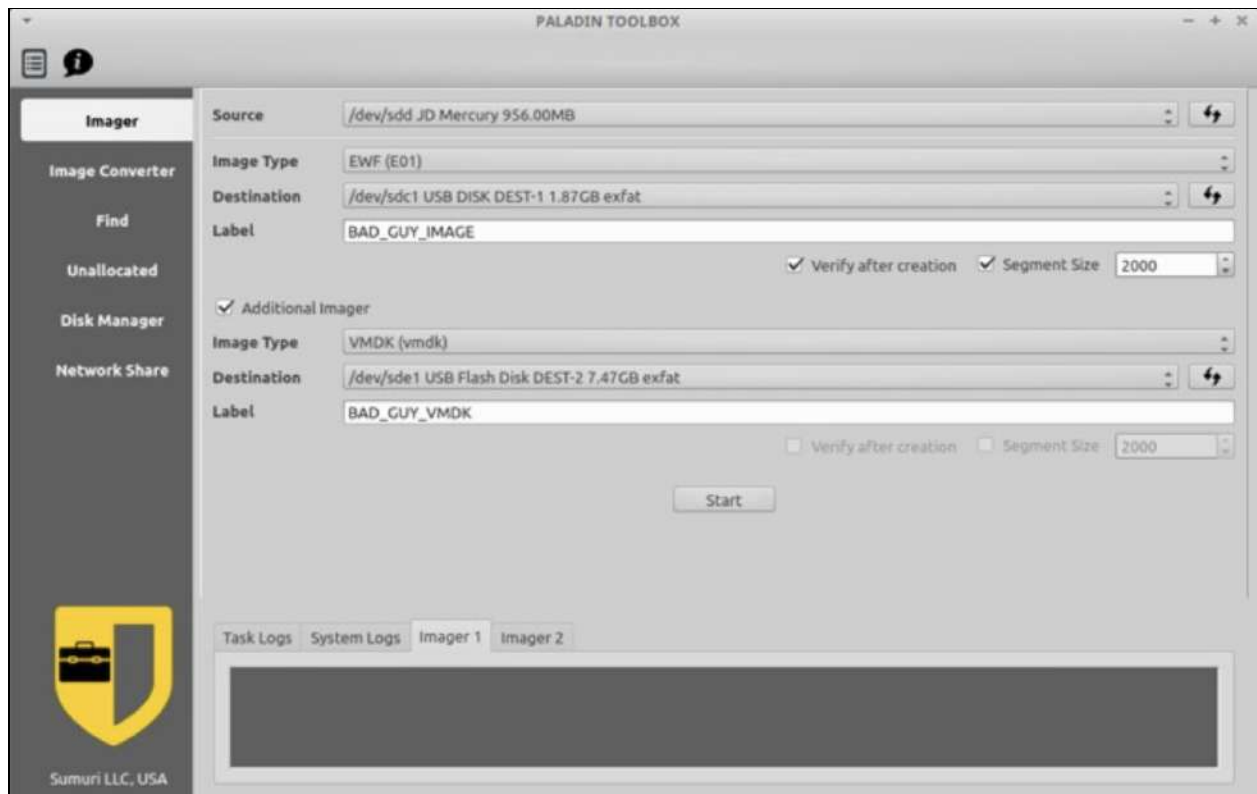 PALADIN TOOLBOX
Imager
Image Converter
Find
Unallocated
Disk Manager
Network Share
Source /dev/sdd JD Mercury 956.00MB
Image Type EWF (E01)
Destination /dev/sdc1 USB DISK DEST-1 1.87GB exfat
Label BAD_GUY_IMAGE
Verify after creation Segment Size 2000
Additional Imager
Image Type VMDK (vmdk)
Destination /dev/sde1 USB Flash Disk DEST-2 7.47GB exfat
Label BAD_GUY_VMDK
Verify after creation Segment Size 2000
Start
Task Logs System Logs Imager 1 Imager 2
Sumuri LLC, USA